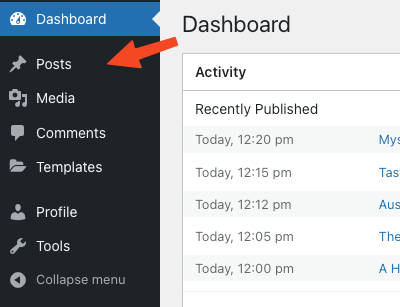 Dashboard
Posts
Media
Comments
Templates
Profile
Tools
Collapse menu
Dashboard
Activity
Recently Published
Today, 12:20 pm
Today, 12:15 pm Tas
Today, 12:12 pm Aus
Today, 12:05 pm The
Today, 12:00 pm A H